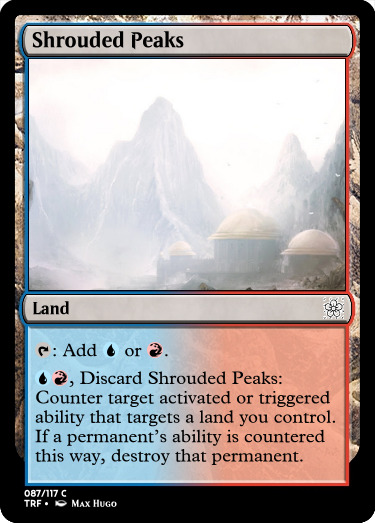 Shrouded Peaks
Land
: Add or .
, Discard Shrouded Peaks:
Counter target activated or triggered
ability that targets a land you control.
If a permanent's ability is countered
this way, destroy that permanent.
087/117 C
TRF • Max Hugo